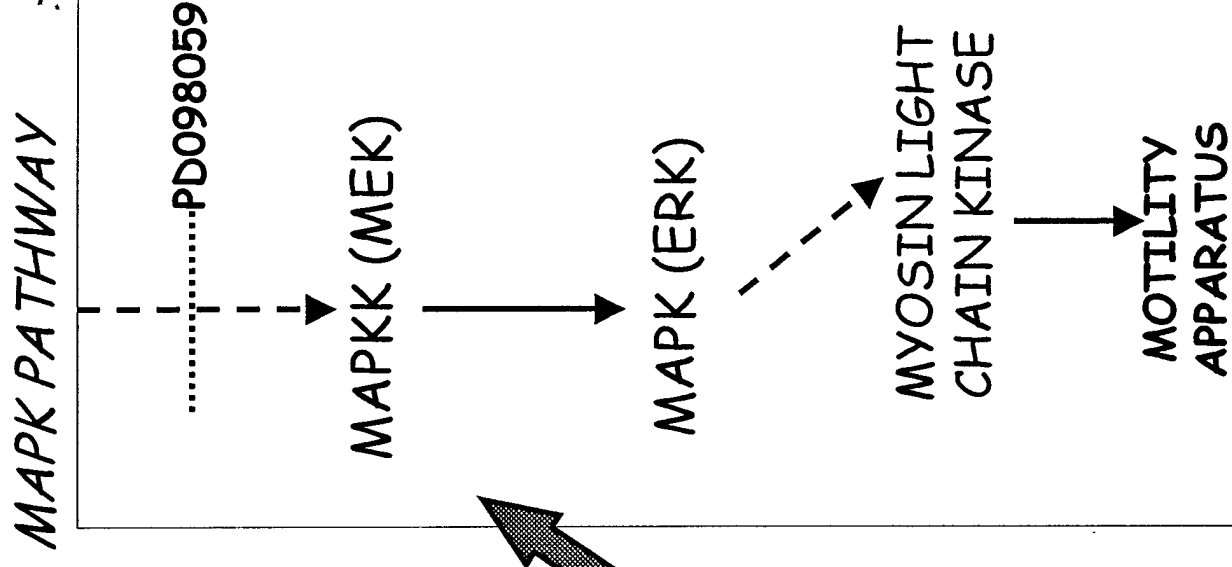 MAPK PATHWAY
PD098059
MAPKK (MEK)
MAPK (ERK)
MYOSIN LIGHT
CHAIN KINASE
MOTILITY
APPARATUS